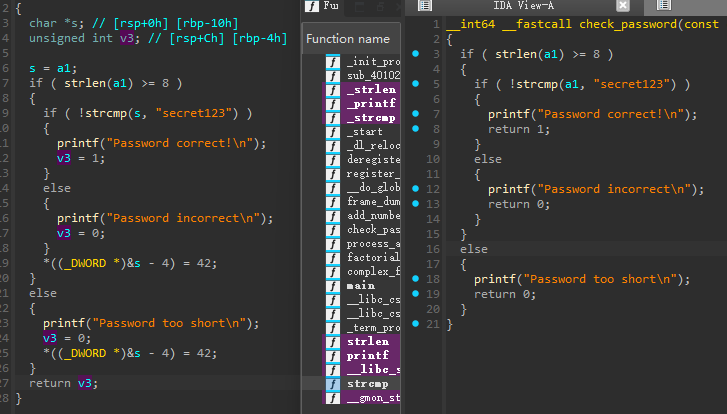 {
char *s; // [rsp+0h] [rbp-10h]
unsigned int v3; // [rsp+Ch] [rbp-4h]
s = a1;
if ( strlen(a1) >= 8 )
{
if ( !strcmp(s, "secret123") )
{
printf("Password correct!\n");
v3 = 1;
}
else
{
printf("Password incorrect\n");
v3 = 0;
}
*((_DWORD *)&s - 4) = 42;
}
else
{
printf("Password too short\n");
v3 = 0;
*((_DWORD *)&s - 4) = 42;
}
return v3;
}
f Fu
Function name
f _init_pro
f sub_40102
f _strlen
f _printf
f _strcmp
f _start
f _dl_reloc
f deregiste
f register_
f __do_glob
f frame_dum
f add_numbe
f check_pas
f process_a
f factorial
f complex_f
f main
f __libc_cs
f __libc_cs
f _term_pro
f strlen
f printf
f __libc_s
f strcmp
f __gmon_st
IDA View-A
1 __int64 __fastcall check_password(const
2 {
3 if ( strlen(a1) >= 8 )
4 {
5 if ( !strcmp(a1, "secret123") )
6 {
7 printf("Password correct!\n");
8 return 1;
9 }
10 else
11 {
12 printf("Password incorrect\n");
13 return 0;
14 }
15 }
16 else
17 {
18 printf("Password too short\n");
19 return 0;
20 }
21 }